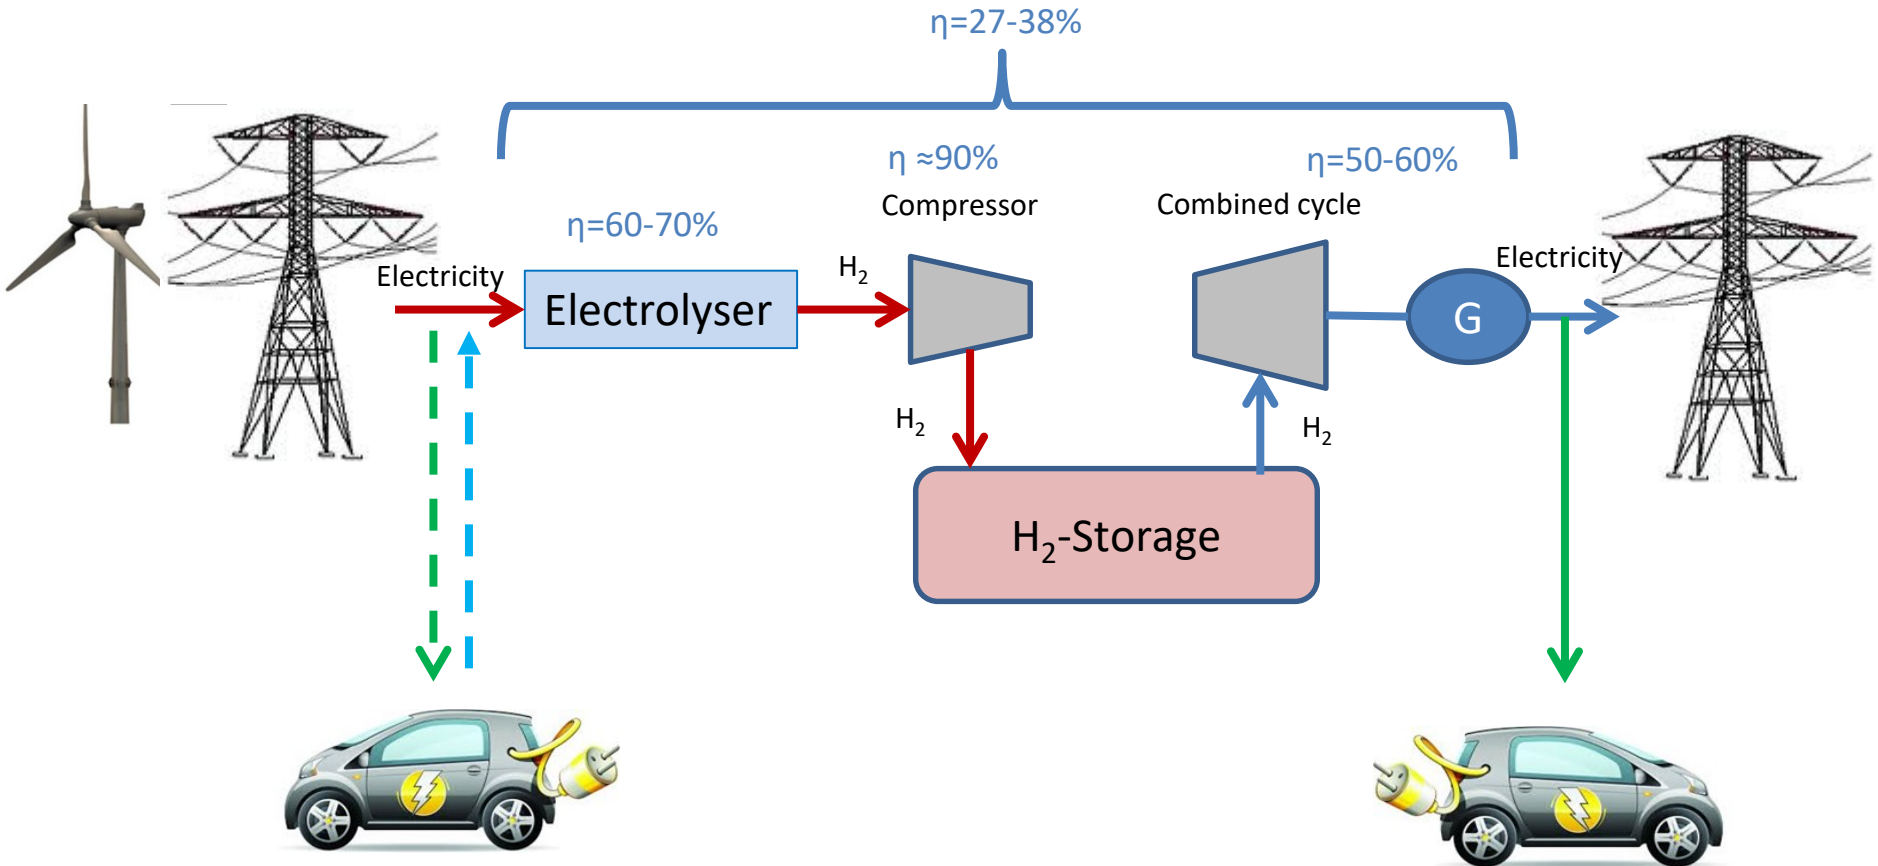 η=27-38%
η ≈90%
η=50-60%
Compressor
Combined cycle
η=60-70%
Electricity
H₂
Electricity
Electrolyser
G
H₂
H₂
H₂-Storage